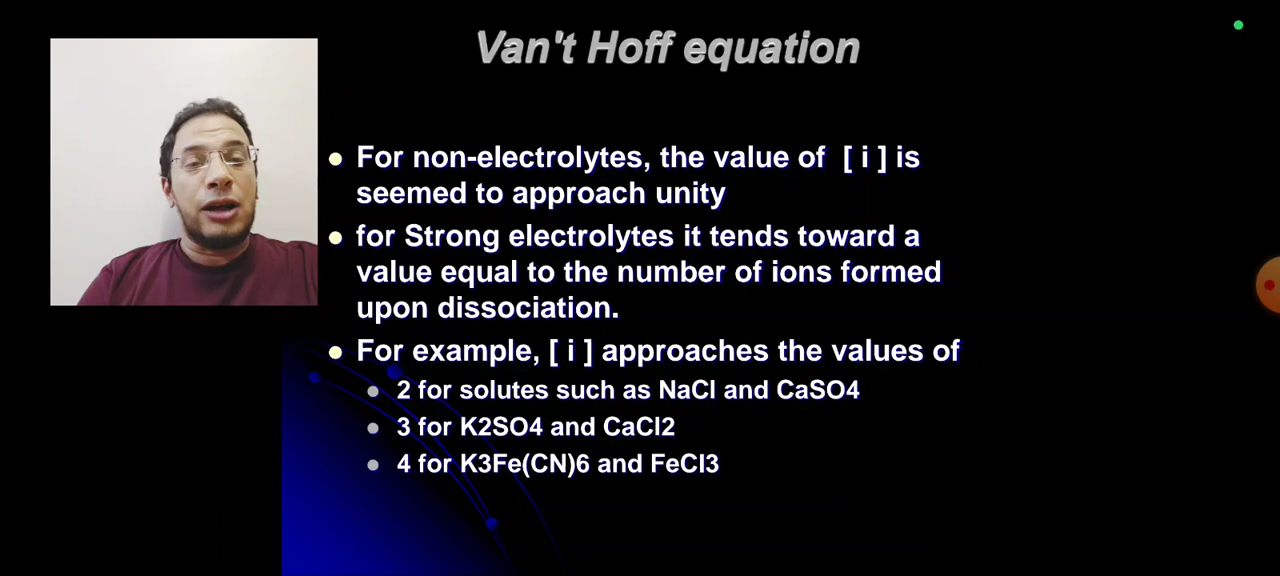 Van't Hoff equation
For non-electrolytes, the value of [ i ] is
seemed to approach unity
for Strong electrolytes it tends toward a
value equal to the number of ions formed
upon dissociation.
For example, [ i ] approaches the values of
2 for solutes such as NaCl and CaSO4
3 for K2SO4 and CaCl2
4 for K3Fe(CN)6 and FeCl3